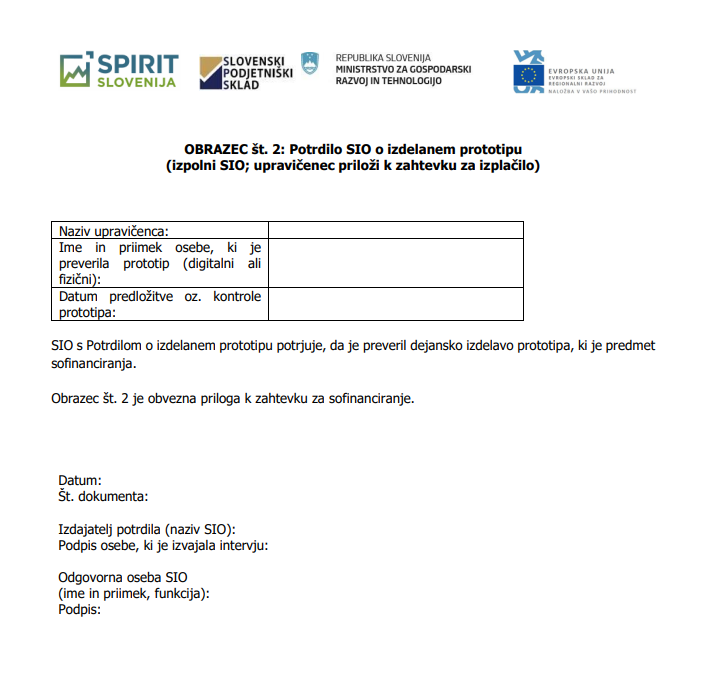 SPIRIT
SLOVENIJA
SLOVENSKI
PODJETNIŠKI
SKLAD
REPUBLIKA SLOVENIJA
MINISTRSTVO ZA GOSPODARSKI
RAZVOJ IN TEHNOLOGIJO
EVROPSKA UNIJA
EVROPSKI SKLAD ZA
REGIONALNI RAZVOJ
NALOŽBA V VAŠO PRIHODNOST
OBRAZEC št. 2: Potrdilo SIO o izdelanem prototipu
(izpolni SIO; upravičenec priloži k zahtevku za izplačilo)
Naziv upravičenca:
Ime in priimek osebe, ki je
preverila prototip (digitalni ali
fizični):
Datum predložitve oz. kontrole
prototipa:
SIO s Potrdilom o izdelanem prototipu potrjuje, da je preveril dejansko izdelavo prototipa, ki je predmet
sofinanciranja.
Obrazec št. 2 je obvezna priloga k zahtevku za sofinanciranje.
Datum:
Št. dokumenta:
Izdajatelj potrdila (naziv SIO):
Podpis osebe, ki je izvajala intervju:
Odgovorna oseba SIO
(ime in priimek, funkcija):
Podpis: